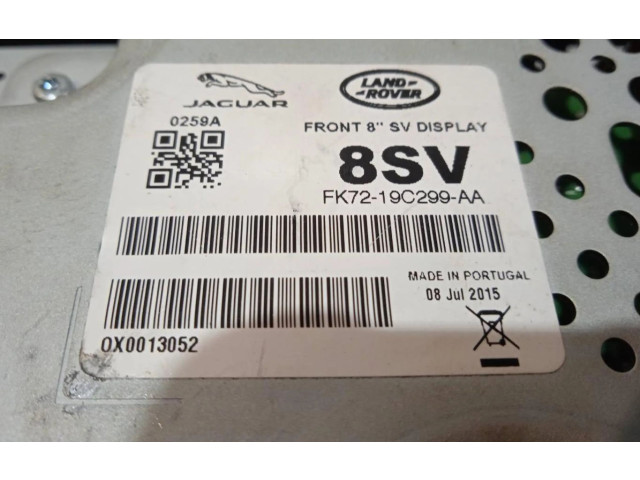 JAGUAR
LAND ROVER
0259A
FRONT 8" SV DISPLAY
8SV
FK72-19C299-AA
MADE IN PORTUGAL
08 Jul 2015
OX0013052